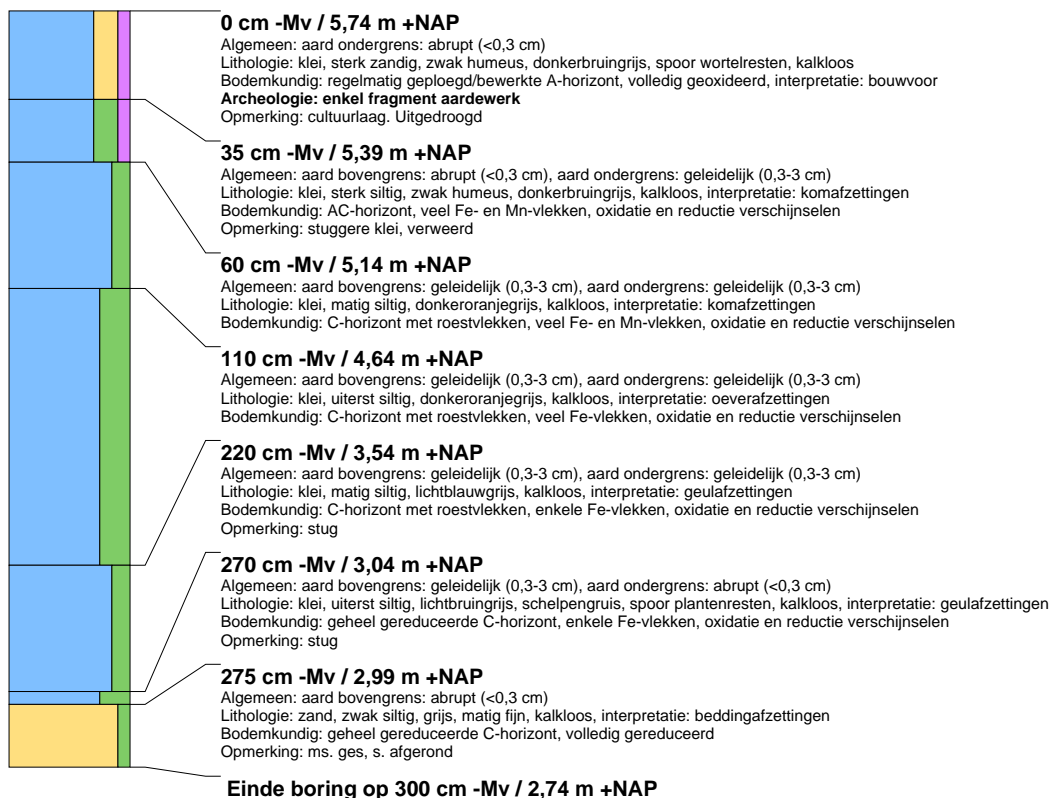 0 cm -Mv / 5,74 m +NAP
Algemeen: aard ondergrens: abrupt (<0,3 cm)
Lithologie: klei, sterk zandig, zwak humeus, donkerbruingrijs, spoor wortelresten, kalkloos
Bodemkundig: regelmatig geploegd/bewerkte A-horizont, volledig geoxideerd, interpretatie: bouwvoor
Archeologie: enkel fragment aardewerk
Opmerking: cultuurlaag. Uitgedroogd
35 cm -Mv / 5,39 m +NAP
Algemeen: aard bovengrens: abrupt (<0,3 cm), aard ondergrens: geleidelijk (0,3-3 cm)
Lithologie: klei, sterk siltig, zwak humeus, donkerbruingrijs, kalkloos, interpretatie: komafzettingen
Bodemkundig: AC-horizont, veel Fe- en Mn-vlekken, oxidatie en reductie verschijnselen
Opmerking: stuggere klei, verweerd
60 cm -Mv / 5,14 m +NAP
Algemeen: aard bovengrens: geleidelijk (0,3-3 cm), aard ondergrens: geleidelijk (0,3-3 cm)
Lithologie: klei, matig siltig, donkeroranjegrijs, kalkloos, interpretatie: komafzettingen
Bodemkundig: C-horizont met roestvlekken, veel Fe- en Mn-vlekken, oxidatie en reductie verschijnselen
110 cm -Mv / 4,64 m +NAP
Algemeen: aard bovengrens: geleidelijk (0,3-3 cm), aard ondergrens: geleidelijk (0,3-3 cm)
Lithologie: klei, uiterst siltig, donkeroranjegrijs, kalkloos, interpretatie: oeverafzettingen
Bodemkundig: C-horizont met roestvlekken, veel Fe-vlekken, oxidatie en reductie verschijnselen
220 cm -Mv / 3,54 m +NAP
Algemeen: aard bovengrens: geleidelijk (0,3-3 cm), aard ondergrens: geleidelijk (0,3-3 cm)
Lithologie: klei, matig siltig, lichtblauwgrijs, kalkloos, interpretatie: geulafzettingen
Bodemkundig: C-horizont met roestvlekken, enkele Fe-vlekken, oxidatie en reductie verschijnselen
Opmerking: stug
270 cm -Mv / 3,04 m +NAP
Algemeen: aard bovengrens: geleidelijk (0,3-3 cm), aard ondergrens: abrupt (<0,3 cm)
Lithologie: klei, uiterst siltig, lichtbruingrijs, schelpengruis, spoor plantenresten, kalkloos, interpretatie: geulafzettingen
Bodemkundig: geheel gereduceerde C-horizont, enkele Fe-vlekken, oxidatie en reductie verschijnselen
Opmerking: stug
275 cm -Mv / 2,99 m +NAP
Algemeen: aard bovengrens: abrupt (<0,3 cm)
Lithologie: zand, zwak siltig, grijs, matig fijn, kalkloos, interpretatie: beddingafzettingen
Bodemkundig: geheel gereduceerde C-horizont, volledig gereduceerd
Opmerking: ms. ges, s. afgerond
Einde boring op 300 cm -Mv / 2,74 m +NAP